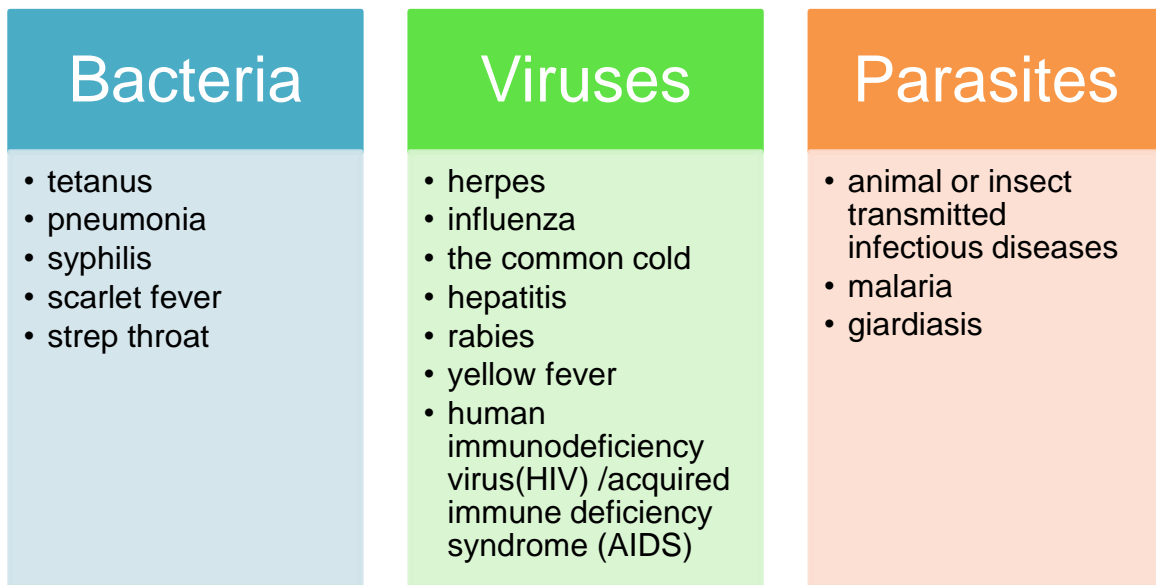 Bacteria
• tetanus
• pneumonia
• syphilis
• scarlet fever
• strep throat
Viruses
• herpes
• influenza
• the common cold
• hepatitis
• rabies
• yellow fever
• human
immunodeficiency
virus(HIV) /acquired
immune deficiency
syndrome (AIDS)
Parasites
• animal or insect
transmitted
infectious diseases
• malaria
• giardiasis